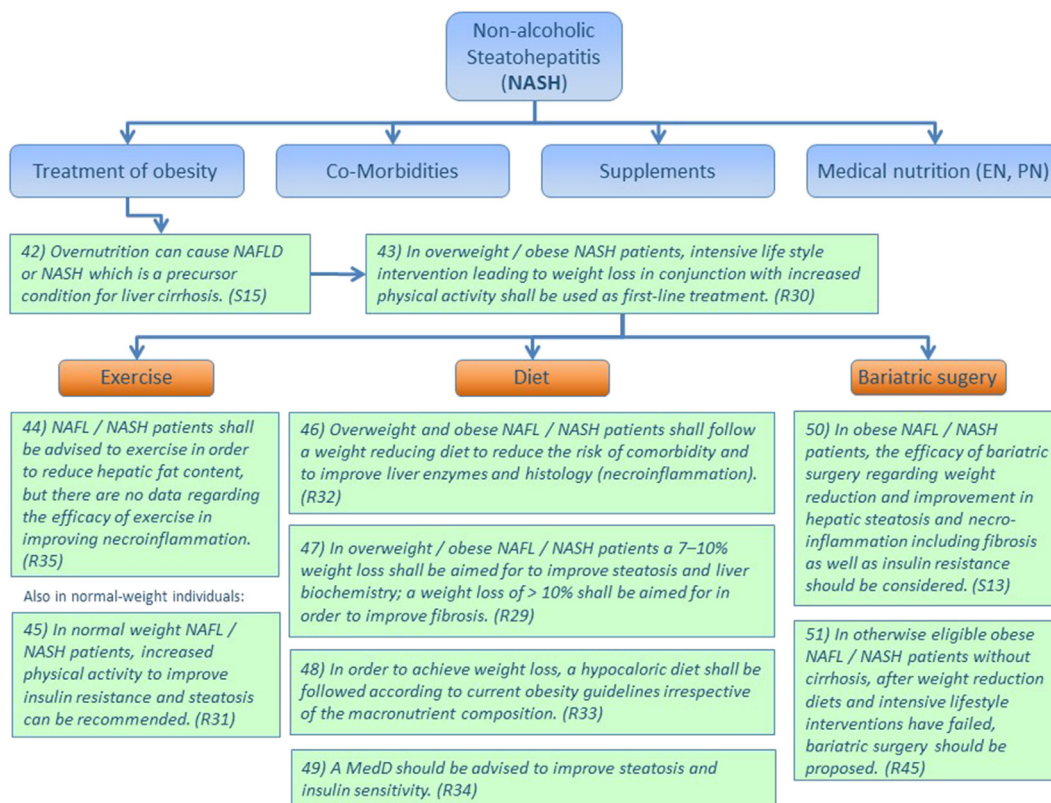 Non-alcoholic
Steatohepatitis
(NASH)
Treatment of obesity
Co-Morbidities
Supplements
Medical nutrition (EN, PN)
42) Overnutrition can cause NAFLD
or NASH which is a precursor
condition for liver cirrhosis. (S15)
43) In overweight / obese NASH patients, intensive life style
intervention leading to weight loss in conjunction with increased
physical activity shall be used as first-line treatment. (R30)
Exercise
Diet
Bariatric sugery
44) NAFL / NASH patients shall
be advised to exercise in order
to reduce hepatic fat content,
but there are no data regarding
the efficacy of exercise in
improving necroinflammation.
(R35)
Also in normal-weight individuals:
45) In normal weight NAFL /
NASH patients, increased
physical activity to improve
insulin resistance and steatosis
can be recommended. (R31)
46) Overweight and obese NAFL / NASH patients shall follow
a weight reducing diet to reduce the risk of comorbidity and
to improve liver enzymes and histology (necroinflammation).
(R32)
47) In overweight / obese NAFL / NASH patients a 7–10%
weight loss shall be aimed for to improve steatosis and liver
biochemistry; a weight loss of > 10% shall be aimed for in
order to improve fibrosis. (R29)
48) In order to achieve weight loss, a hypocaloric diet shall be
followed according to current obesity guidelines irrespective
of the macronutrient composition. (R33)
49) A MedD should be advised to improve steatosis and
insulin sensitivity. (R34)
50) In obese NAFL / NASH
patients, the efficacy of bariatric
surgery regarding weight
reduction and improvement in
hepatic steatosis and necro-
inflammation including fibrosis
as well as insulin resistance
should be considered. (S13)
51) In otherwise eligible obese
NAFL / NASH patients without
cirrhosis, after weight reduction
diets and intensive lifestyle
interventions have failed,
bariatric surgery should be
proposed. (R45)